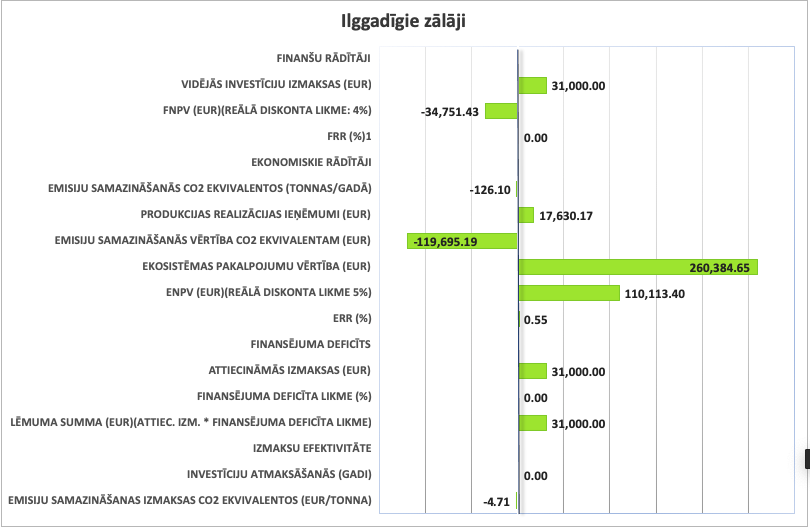 Ilggadīgie zālāji
FINANŠU RĀDĪTĀJI
VIDĒJĀS INVESTĪCIJU IZMAKSAS (EUR) 31,000.00
FNPV (EUR)(REĀLĀ DISKONTA LIKME: 4%) -34,751.43
FRR (%)1 0.00
EKONOMISKIE RĀDĪTĀJI
EMISIJU SAMAZINĀŠANĀS CO2 EKVIVALENTOS (TONNAS/GADĀ) -126.10
PRODUKCIJAS REALIZĀCIJAS IEŅĒMUMI (EUR) 17,630.17
EMISIJU SAMAZINĀŠANĀS VĒRTĪBA CO2 EKVIVALENTAM (EUR) -119,695.19
EKOSISTĒMAS PAKALPOJUMU VĒRTĪBA (EUR) 260,384.65
ENPV (EUR)(REĀLĀ DISKONTA LIKME 5%) 110,113.40
ERR (%) 0.55
FINANSĒJUMA DEFICĪTS
ATTIECINĀMĀS IZMAKSAS (EUR) 31,000.00
FINANSĒJUMA DEFICĪTA LIKME (%) 0.00
LĒMUMA SUMMA (EUR)(ATTIEC. IZM. * FINANSĒJUMA DEFICĪTA LIKME) 31,000.00
IZMAKSU EFEKTIVITĀTE
INVESTĪCIJU ATMAKSĀŠANĀS (GADI) 0.00
EMISIJU SAMAZINĀŠANAS IZMAKSAS CO2 EKVIVALENTOS (EUR/TONNA) -4.71